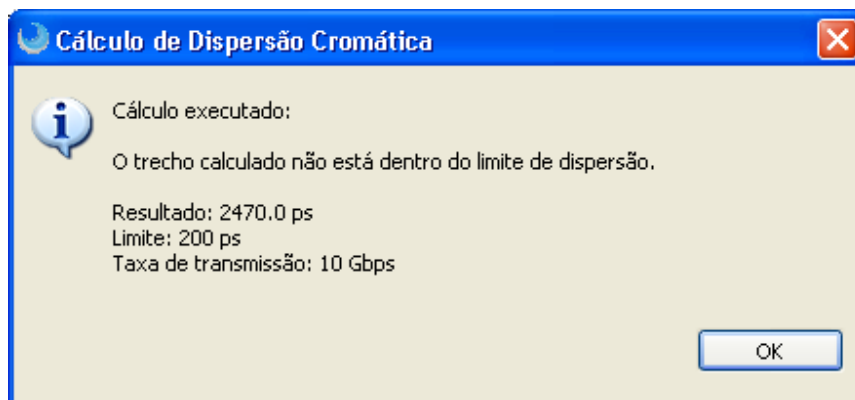 Cálculo de Dispersão Cromática
Cálculo executado:
O trecho calculado não está dentro do limite de dispersão.
Resultado: 2470.0 ps
Limite: 200 ps
Taxa de transmissão: 10 Gbps
OK